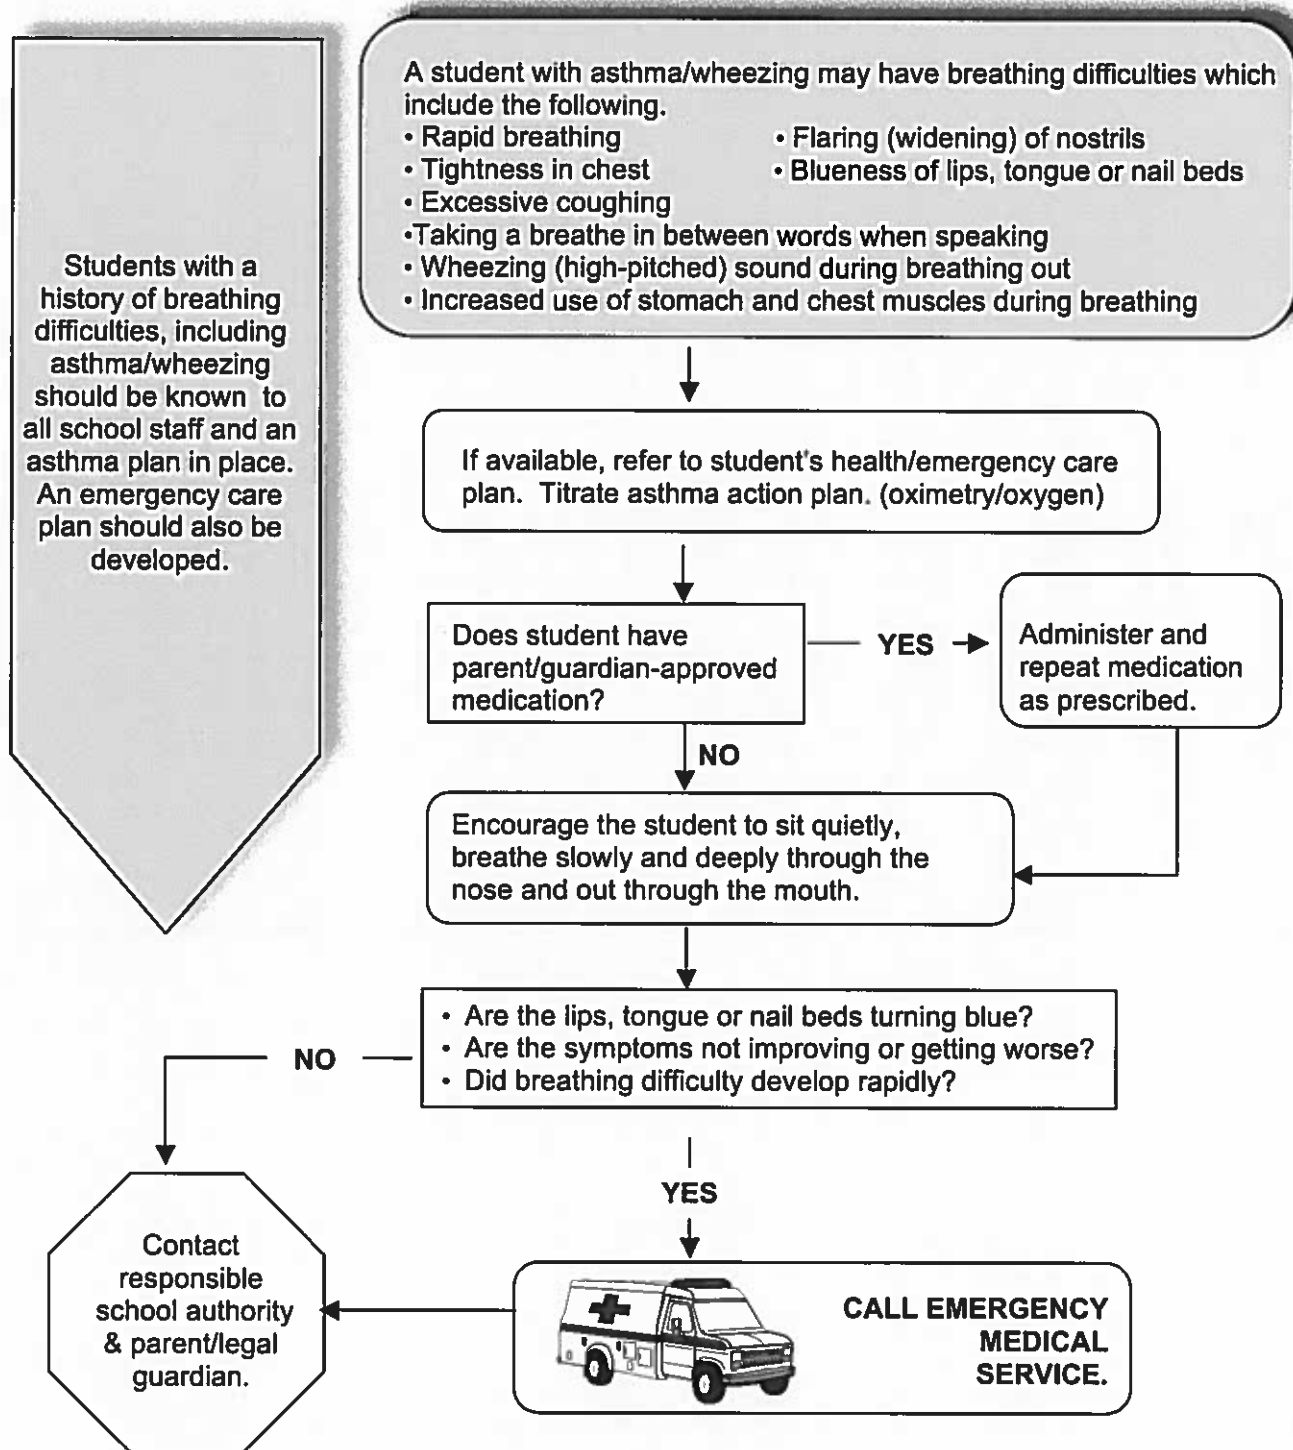 A student with asthma/wheezing may have breathing difficulties which
include the following.
• Rapid breathing
• Flaring (widening) of nostrils
• Tightness in chest
• Blueness of lips, tongue or nail beds
• Excessive coughing
•Taking a breathe in between words when speaking
• Wheezing (high-pitched) sound during breathing out
• Increased use of stomach and chest muscles during breathing
Students with a
history of breathing
difficulties, including
asthma/wheezing
should be known to
all school staff and an
asthma plan in place.
An emergency care
plan should also be
developed.
If available, refer to student's health/emergency care
plan. Titrate asthma action plan. (oximetry/oxygen)
Does student have
parent/guardian-approved
medication?
YES
Administer and
repeat medication
as prescribed.
NO
Encourage the student to sit quietly,
breathe slowly and deeply through the
nose and out through the mouth.
• Are the lips, tongue or nail beds turning blue?
• Are the symptoms not improving or getting worse?
• Did breathing difficulty develop rapidly?
NO
YES
Contact
responsible
school authority
& parent/legal
guardian.
CALL EMERGENCY
MEDICAL
SERVICE.